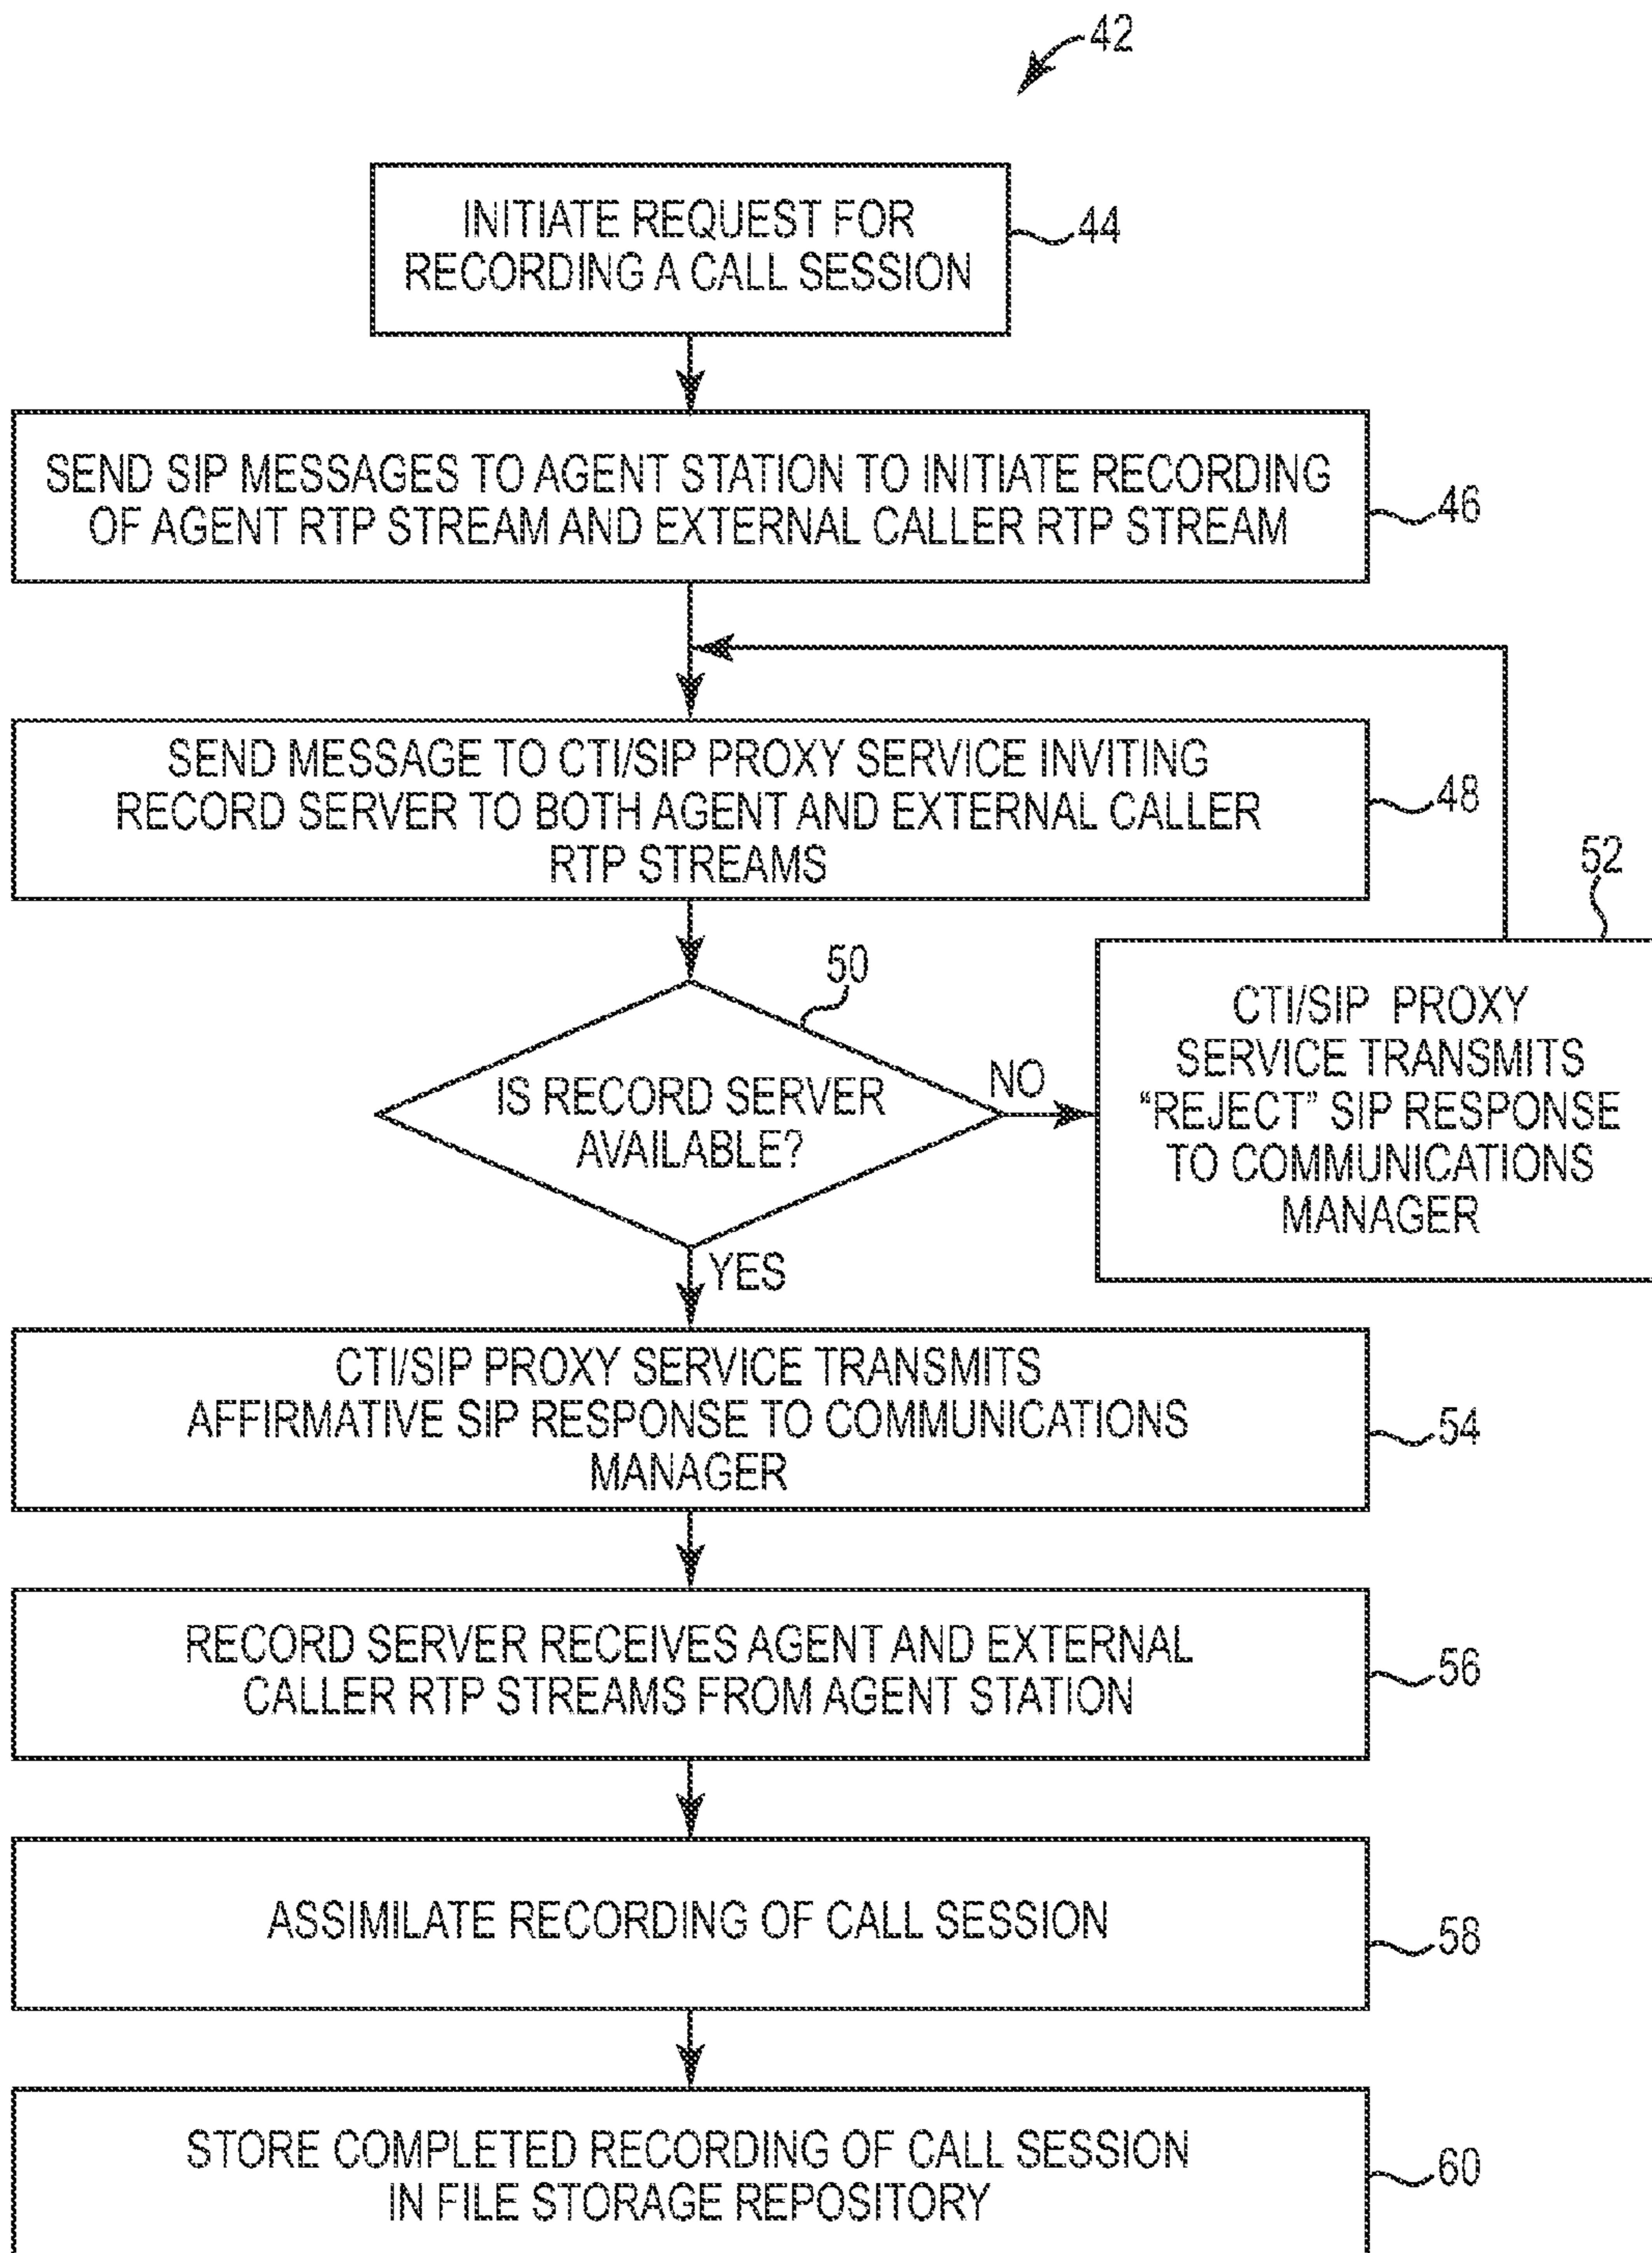 42
INITIATE REQUEST FOR
RECORDING A CALL SESSION
44
SEND SIP MESSAGES TO AGENT STATION TO INITIATE RECORDING
OF AGENT RTP STREAM AND EXTERNAL CALLER RTP STREAM
46
SEND MESSAGE TO CTI/SIP PROXY SERVICE INVITING
RECORD SERVER TO BOTH AGENT AND EXTERNAL CALLER
RTP STREAMS
48
50
IS RECORD SERVER
AVAILABLE?
NO
52
CTI/SIP PROXY
SERVICE TRANSMITS
“REJECT” SIP RESPONSE
TO COMMUNICATIONS
MANAGER
YES
CTI/SIP PROXY SERVICE TRANSMITS
AFFIRMATIVE SIP RESPONSE TO COMMUNICATIONS
MANAGER
54
RECORD SERVER RECEIVES AGENT AND EXTERNAL
CALLER RTP STREAMS FROM AGENT STATION
56
ASSIMILATE RECORDING OF CALL SESSION
58
STORE COMPLETED RECORDING OF CALL SESSION
IN FILE STORAGE REPOSITORY
60